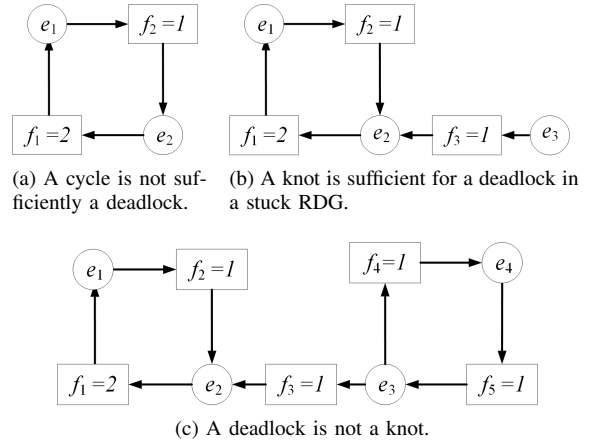 e1 f2 =1 e1 f2 =1
f1 =2 e2 f1 =2 e2 f3 =1 e3
(a) A cycle is not suf- (b) A knot is sufficient for a deadlock in
ficiently a deadlock. a stuck RDG.
e1 f2 =1 f4=1 e4
f1 =2 e2 f3 =1 e3 f5 =1
(c) A deadlock is not a knot.